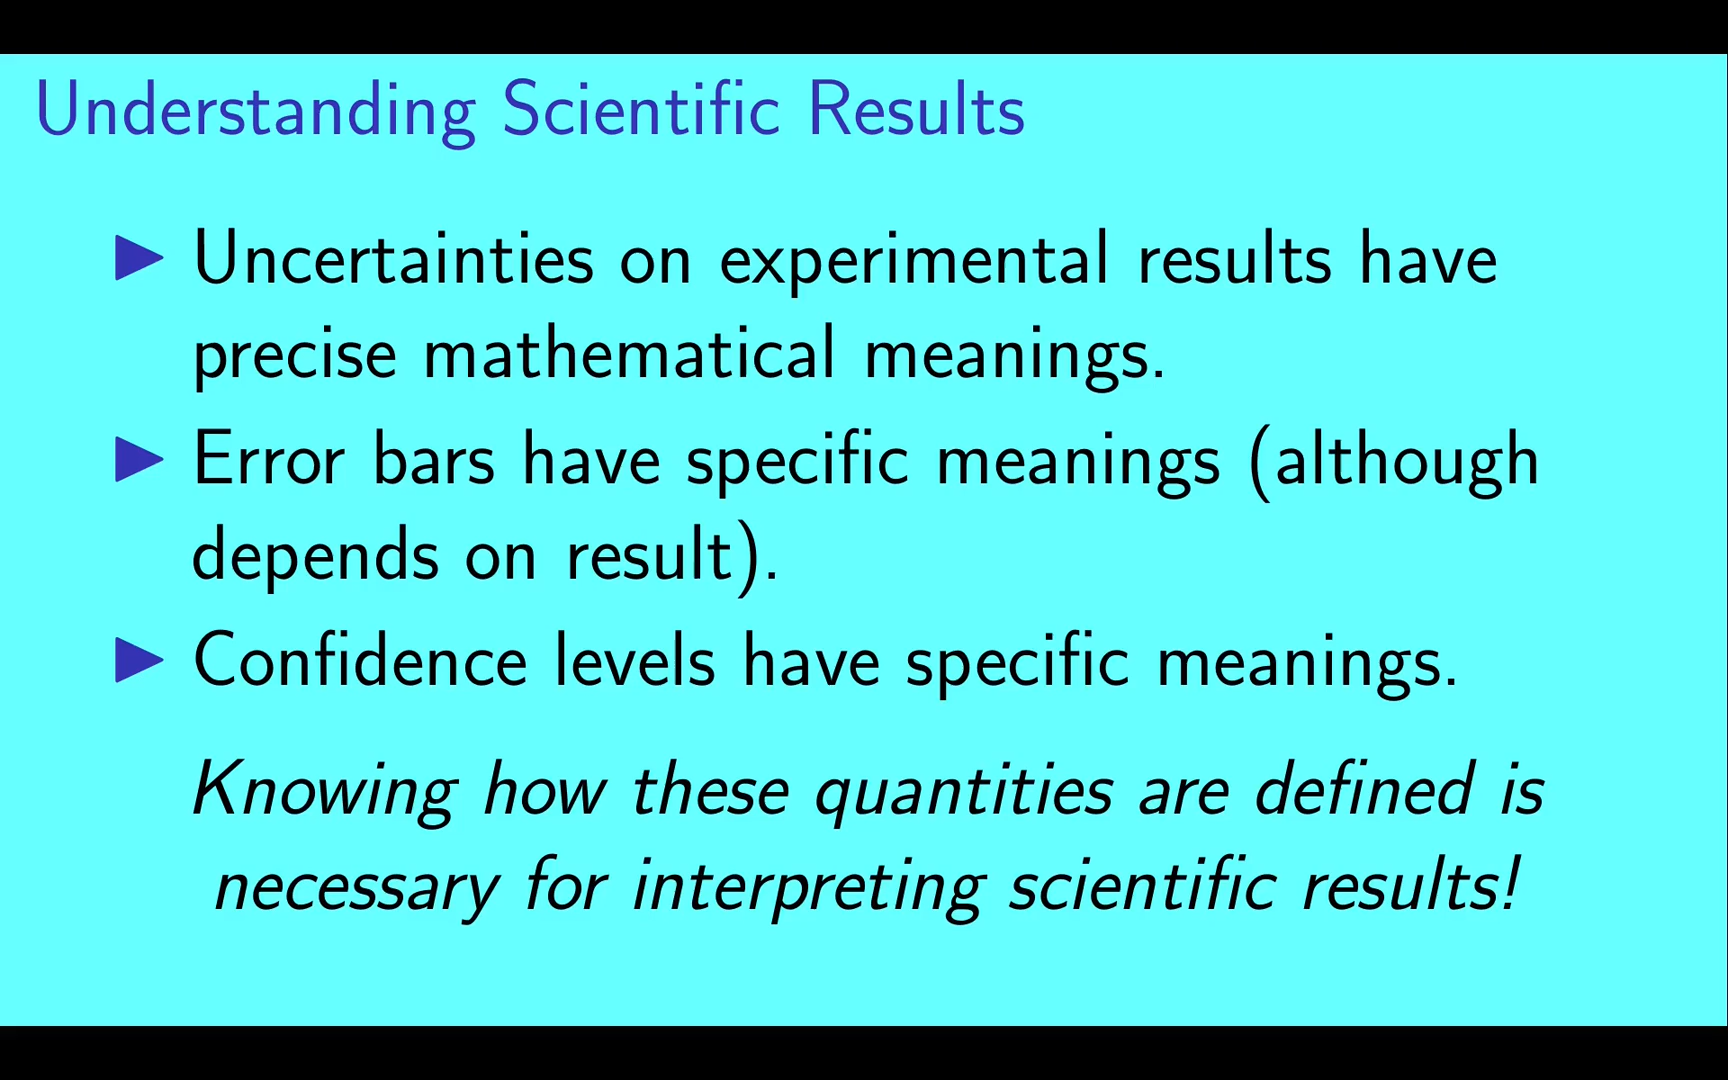 Understanding Scientific Results
▶ Uncertainties on experimental results have
precise mathematical meanings.
▶ Error bars have specific meanings (although
depends on result).
▶ Confidence levels have specific meanings.
Knowing how these quantities are defined is
necessary for interpreting scientific results!